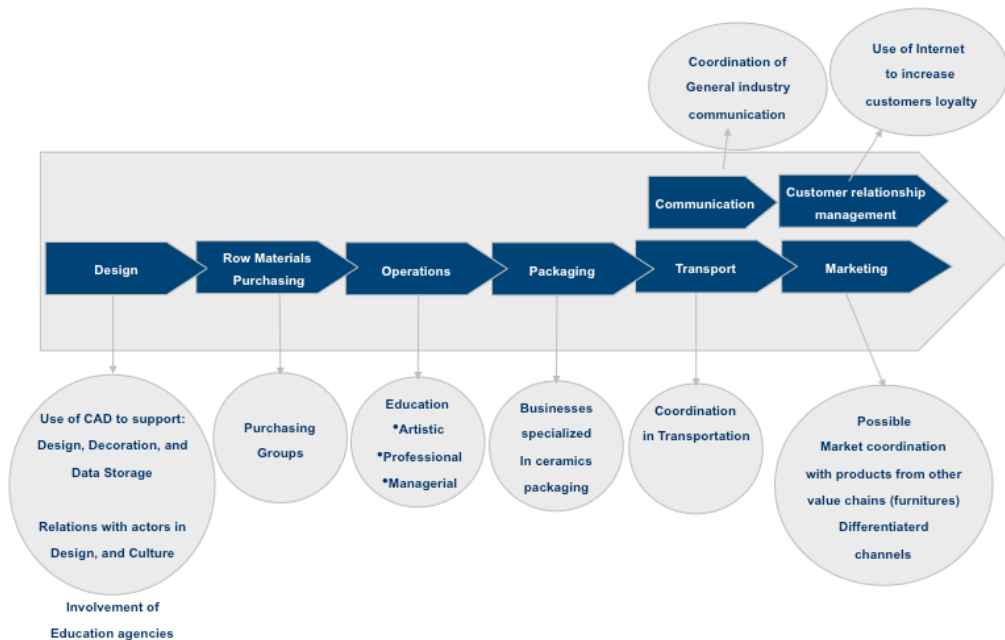 Coordination of
General industry
communication
Use of Internet
to increase
customers loyalty
Communication
Customer relationship
management
Design
Row Materials
Purchasing
Operations
Packaging
Transport
Marketing
Use of CAD to support:
Design, Decoration, and
Data Storage
Relations with actors in
Design, and Culture
Involvement of
Education agencies
Purchasing
Groups
Education
•Artistic
•Professional
•Managerial
Businesses
specialized
In ceramics
packaging
Coordination
in Transportation
Possible
Market coordination
with products from other
value chains (furnitures)
Differentiaterd
channels